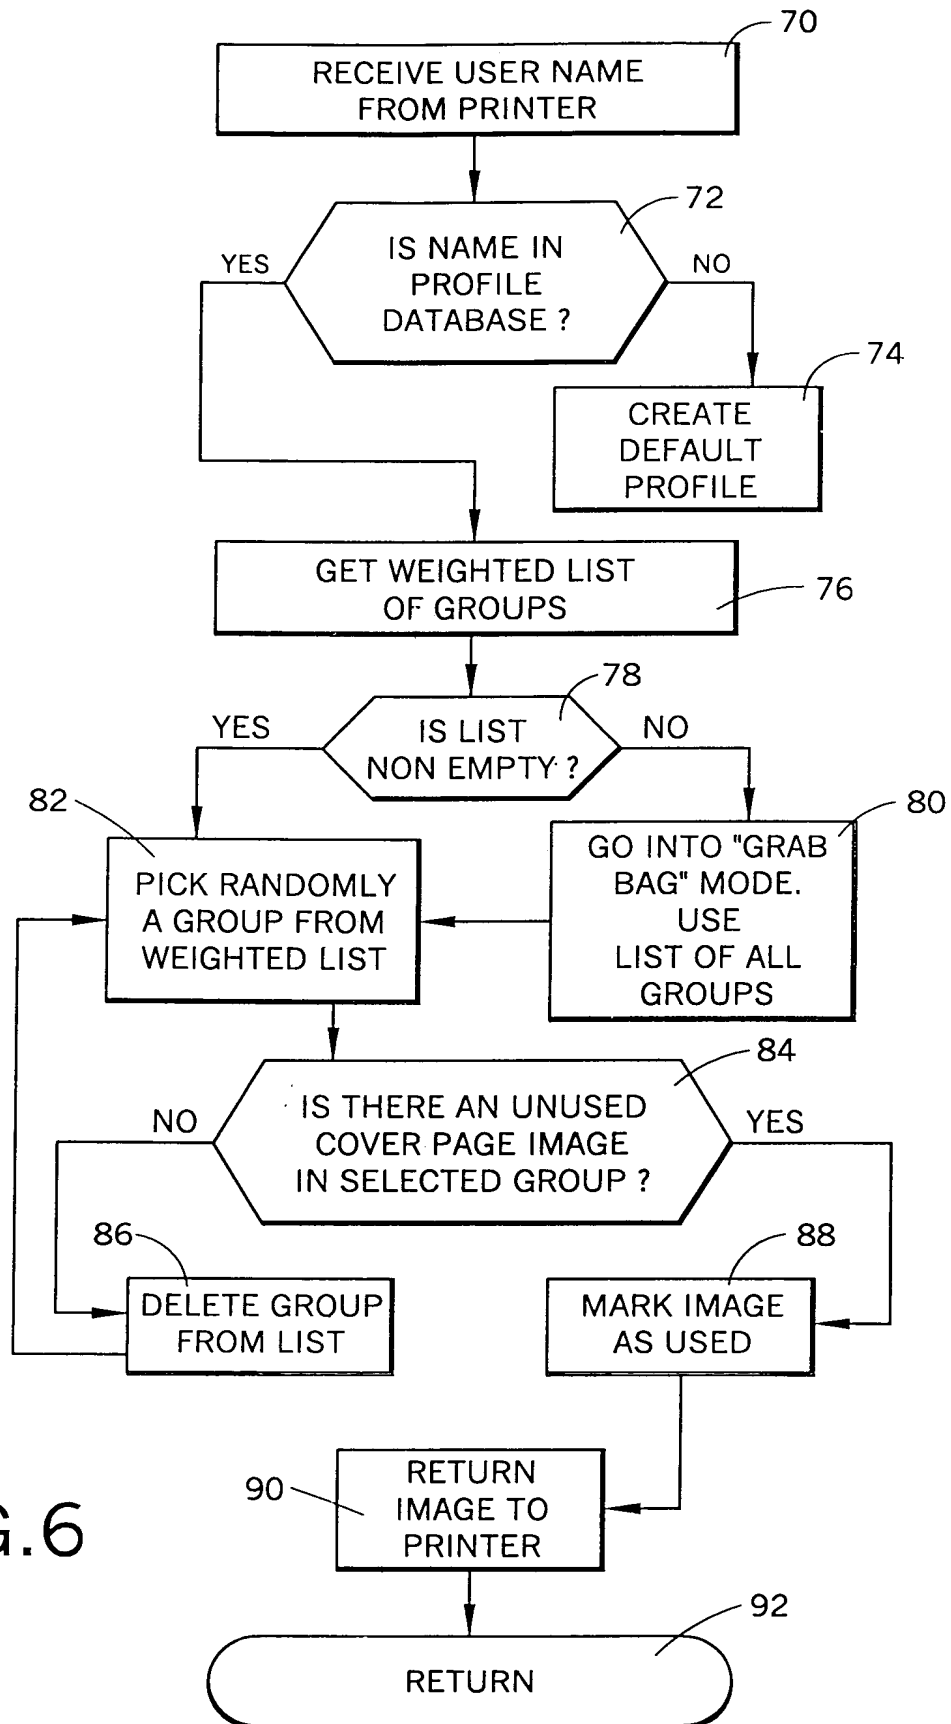 70
RECEIVE USER NAME
FROM PRINTER
72
IS NAME IN
PROFILE
DATABASE ?
YES
NO
74
CREATE
DEFAULT
PROFILE
GET WEIGHTED LIST
OF GROUPS
76
78
IS LIST
NON EMPTY ?
YES
NO
82
80
PICK RANDOMLY
A GROUP FROM
WEIGHTED LIST
GO INTO "GRAB
BAG" MODE.
USE
LIST OF ALL
GROUPS
84
IS THERE AN UNUSED
COVER PAGE IMAGE
IN SELECTED GROUP ?
NO
YES
86
88
DELETE GROUP
FROM LIST
MARK IMAGE
AS USED
90
RETURN
IMAGE TO
PRINTER
G.6
92
RETURN